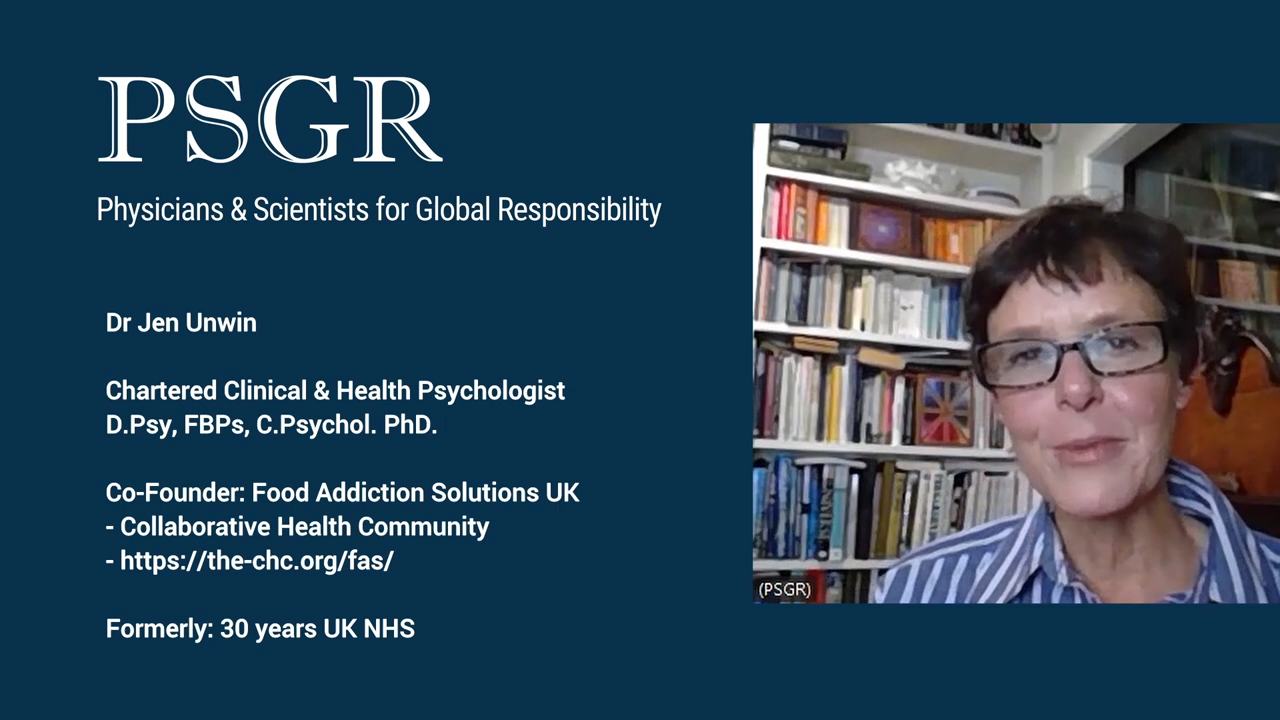 PSGR
Physicians & Scientists for Global Responsibility
Dr Jen Unwin
Chartered Clinical & Health Psychologist
D.Psy, FBPs, C.Psychol. PhD.
Co-Founder: Food Addiction Solutions UK
- Collaborative Health Community
- https://the-chc.org/fas/
Formerly: 30 years UK NHS
(PSGR)